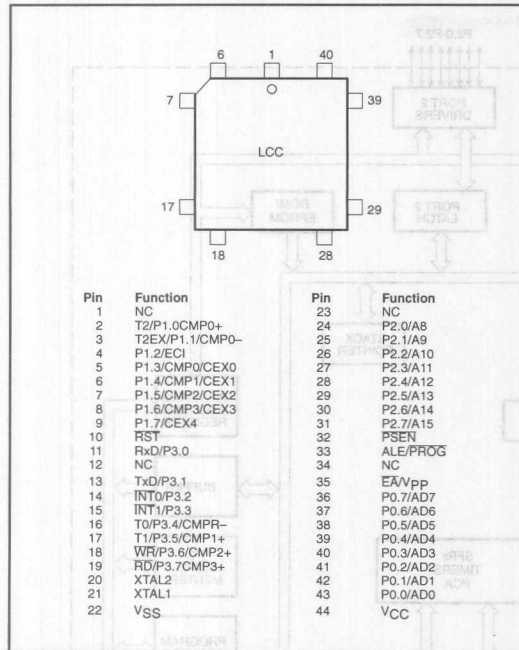 6 1 40
7 39
LCC
17 29
18 28
Pin Function
1 NC
2 T2/P1.0CMP0+
3 T2EX/P1.1/CMP0–
4 P1.2/ECI
5 P1.3/CMP0/CEX0
6 P1.4/CMP1/CEX1
7 P1.5/CMP2/CEX2
8 P1.6/CMP3/CEX3
9 P1.7/CEX4
10 RST
11 RxD/P3.0
12 NC
13 TxD/P3.1
14 INT0/P3.2
15 INT1/P3.3
16 T0/P3.4/CMPR–
17 T1/P3.5/CMP1+
18 WR/P3.6/CMP2+
19 RD/P3.7CMP3+
20 XTAL2
21 XTAL1
22 VSS
Pin Function
23 NC
24 P2.0/A8
25 P2.1/A9
26 P2.2/A10
27 P2.3/A11
28 P2.4/A12
29 P2.5/A13
30 P2.6/A14
31 P2.7/A15
32 PSEN
33 ALE/PROG
34 NC
35 EA/VPP
36 P0.7/AD7
37 P0.6/AD6
38 P0.5/AD5
39 P0.4/AD4
40 P0.3/AD3
41 P0.2/AD2
42 P0.1/AD1
43 P0.0/AD0
44 VCC